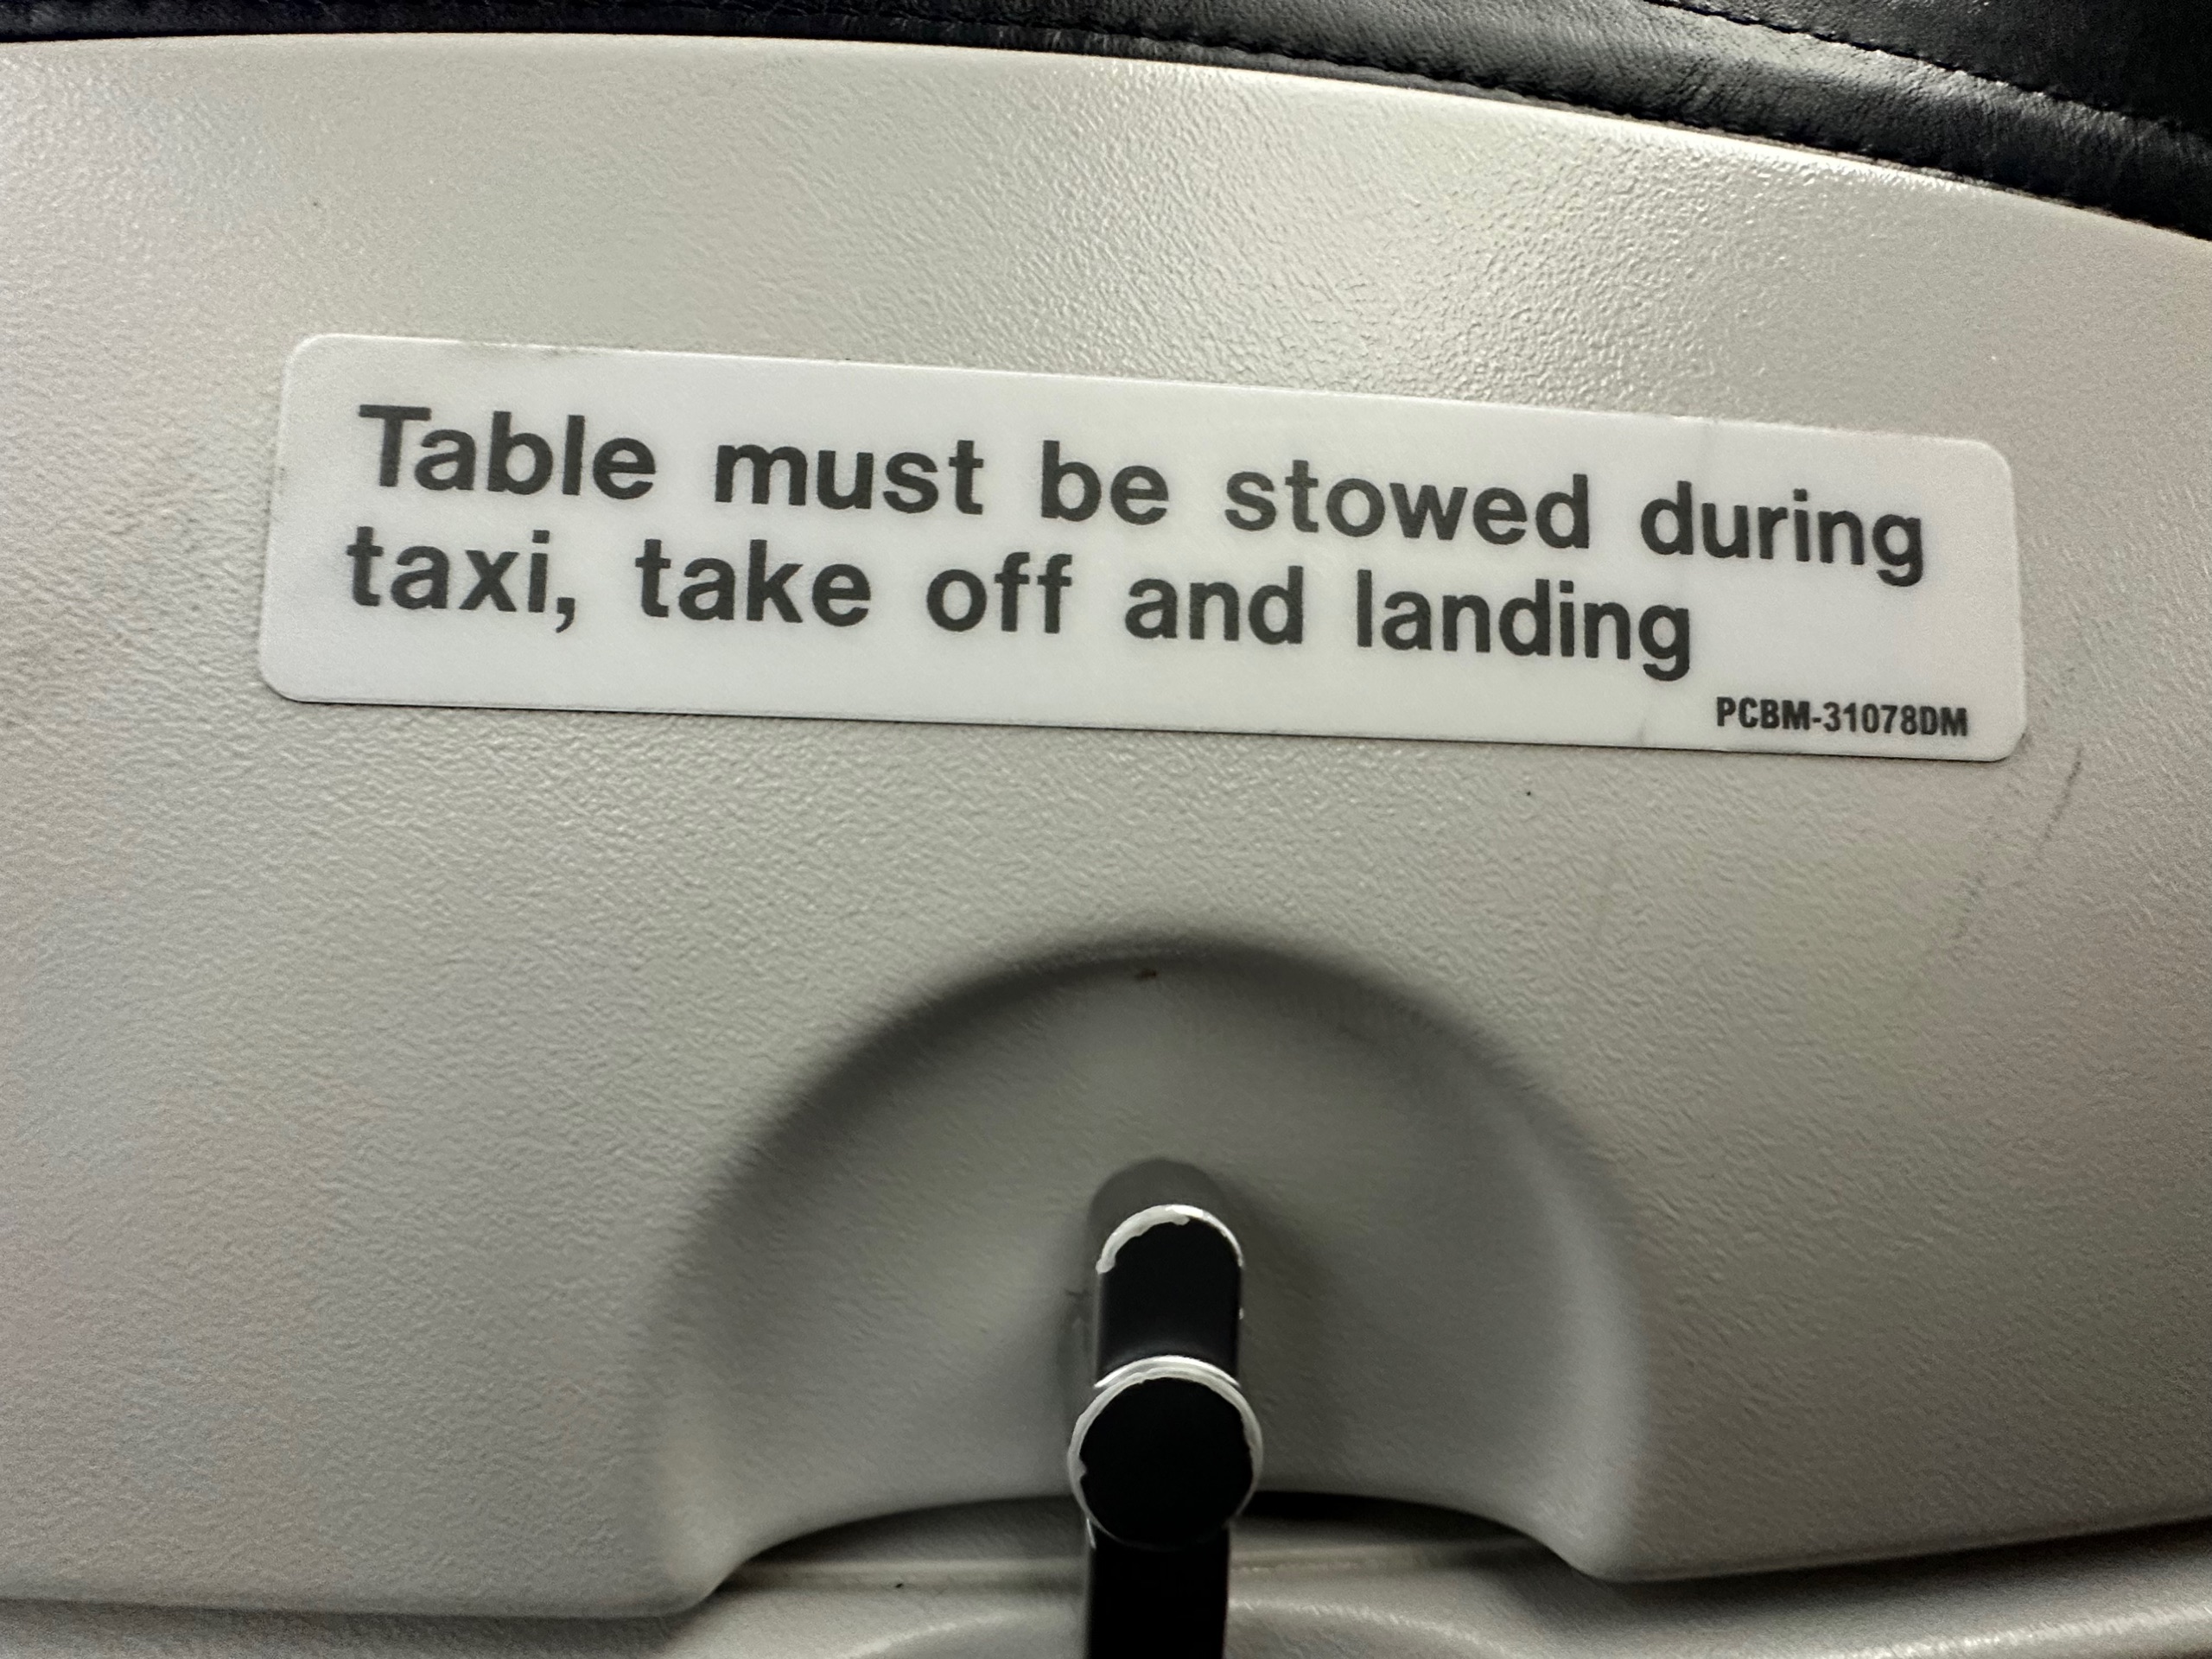 Table must be stowed during
taxi, take off and landing
PCBM-31078DM